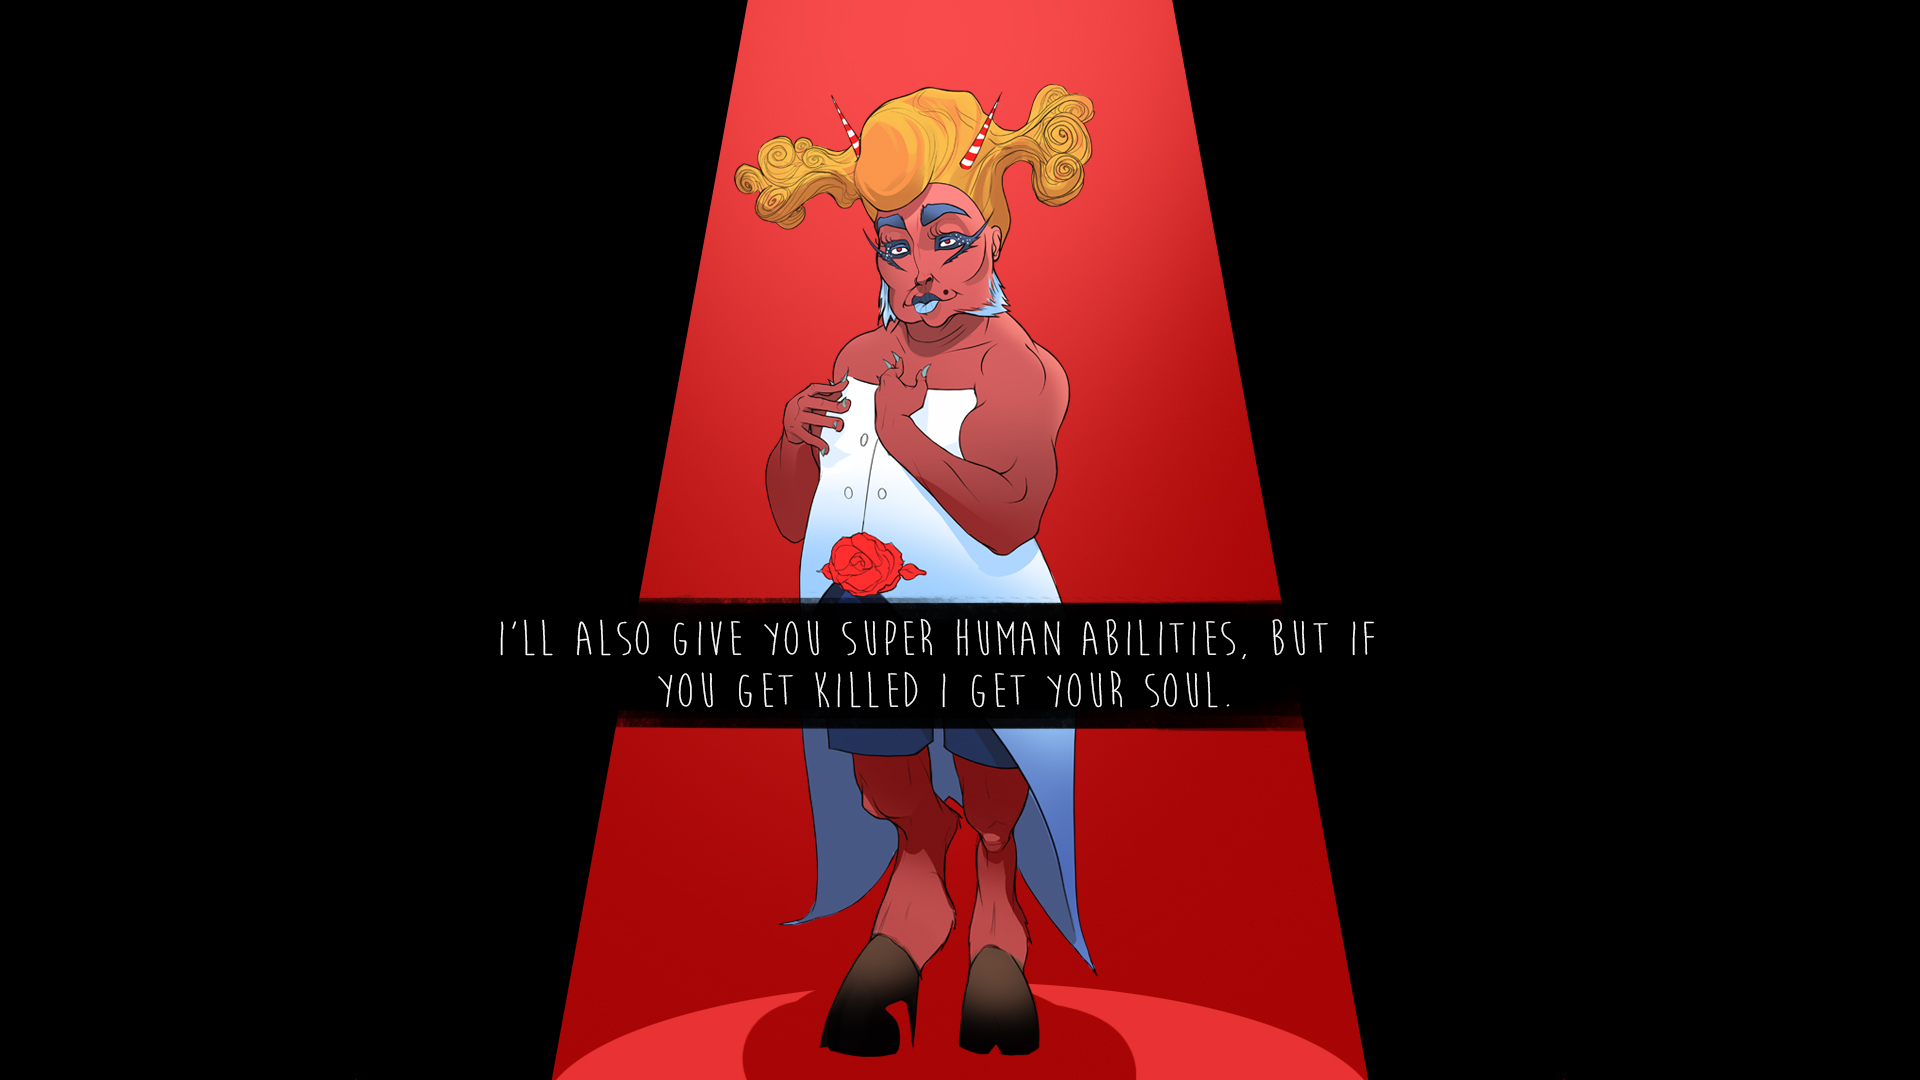 I'LL ALSO GIVE YOU SUPER HUMAN ABILITIES, BUT IF
YOU GET KILLED I GET YOUR SOUL.